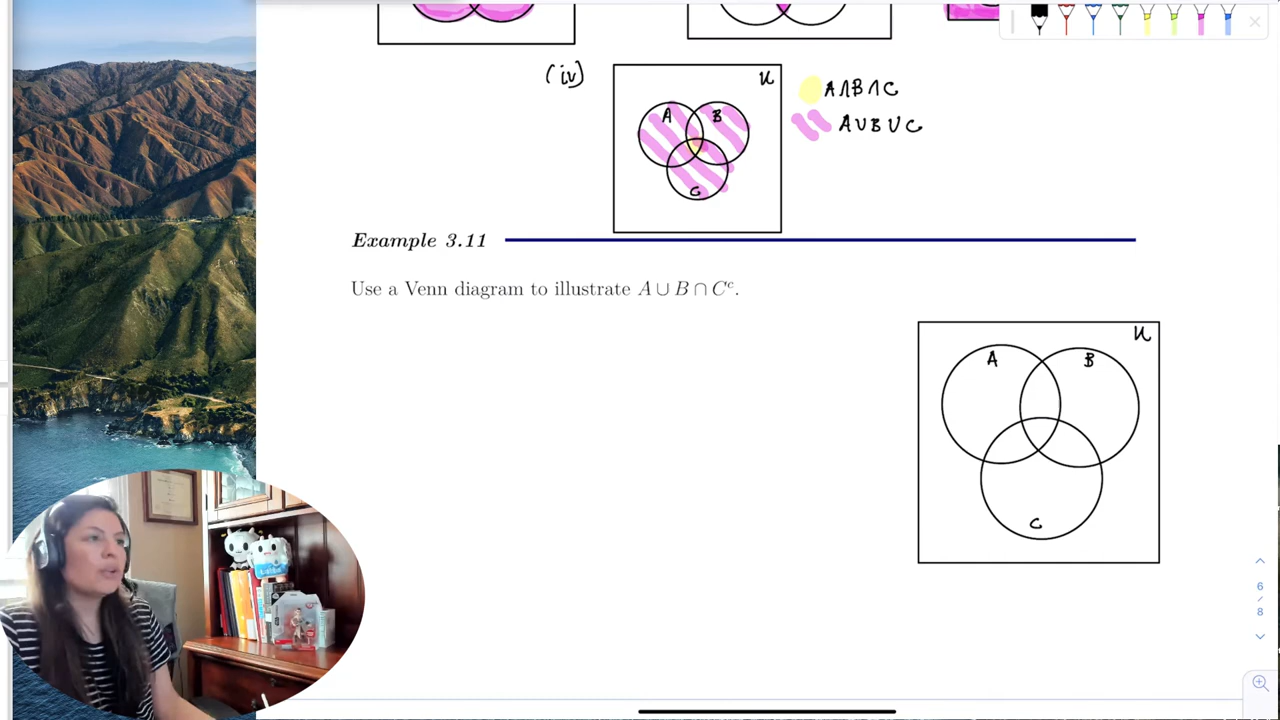 (iv)
U
A∩B∩C
A B
A∪B∪C
C
Example 3.11
Use a Venn diagram to illustrate A ∪ B ∩ Cᶜ.
U
A B
C
6
/
8